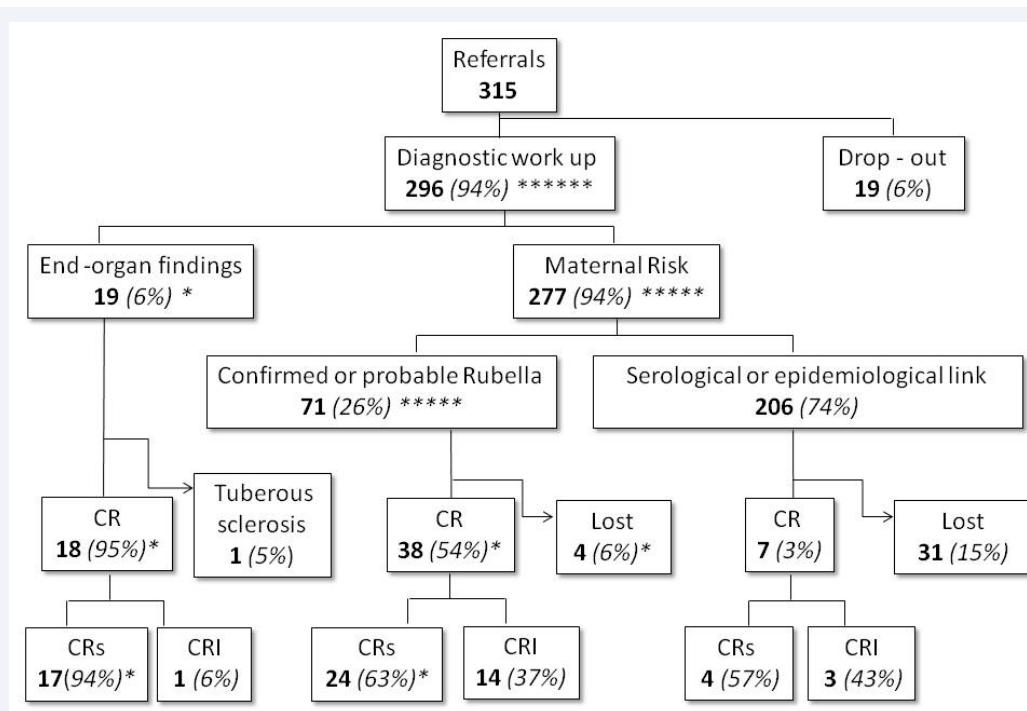 Referrals
315
Diagnostic work up
296 (94%) ******
Drop - out
19 (6%)
End -organ findings
19 (6%) *
Maternal Risk
277 (94%) *****
Confirmed or probable Rubella
71 (26%) *****
Serological or epidemiological link
206 (74%)
CR
18 (95%)*
Tuberous
sclerosis
1 (5%)
CR
38 (54%)*
Lost
4 (6%)*
CR
7 (3%)
Lost
31 (15%)
CRs
17(94%)*
CRI
1 (6%)
CRs
24 (63%)*
CRI
14 (37%)
CRs
4 (57%)
CRI
3 (43%)